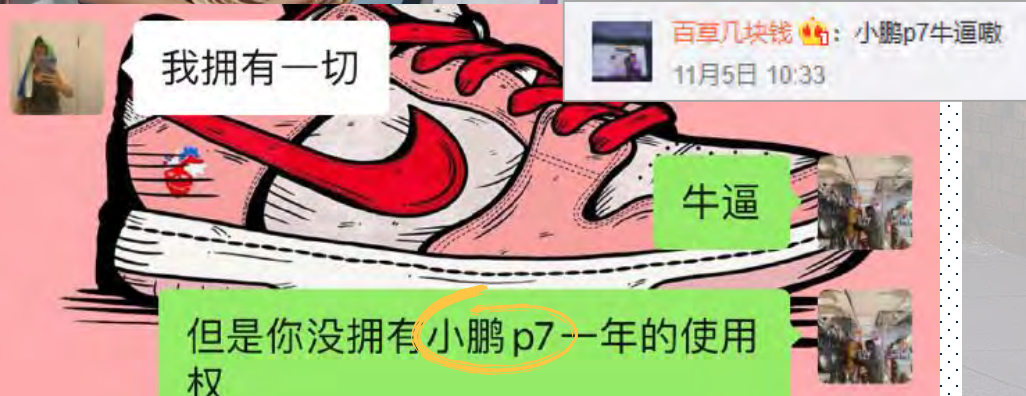 我拥有一切
百草几块钱：小鹏p7牛逼嗷
11月5日 10:33
牛逼
但是你没拥有小鹏p7一年的使用
权